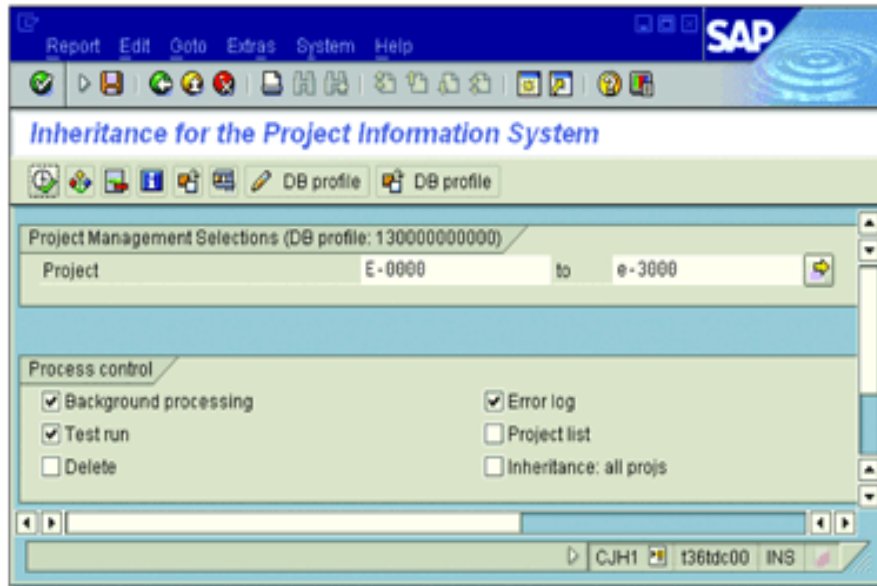 Report Edit Goto Extras System Help
SAP
Inheritance for the Project Information System
DB profile DB profile
Project Management Selections (DB profile: 130000000000)
Project E-0000 to e-3000
Process control
Background processing Error log
Test run Project list
Delete Inheritance: all projs
CJH1 t36tdc00 INS